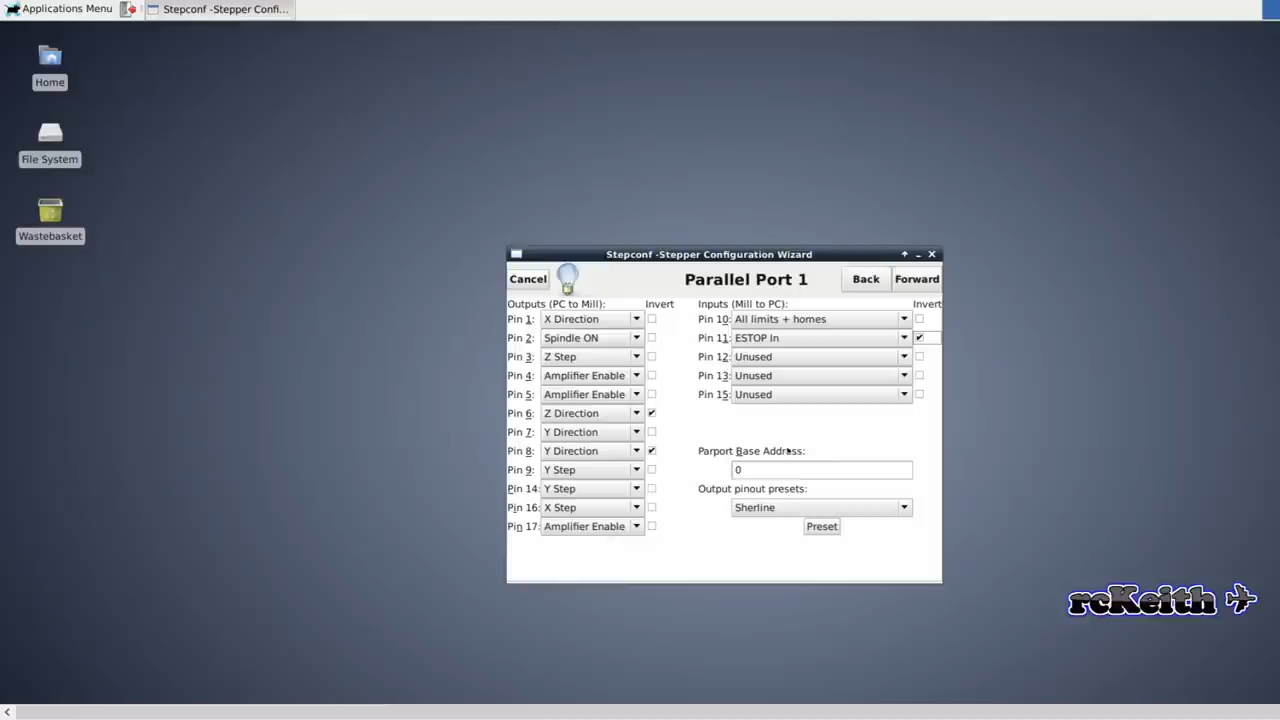 Applications Menu Stepconf -Stepper Confi...
Home
File System
Wastebasket
Stepconf -Stepper Configuration Wizard
Cancel Parallel Port 1 Back Forward
Outputs (PC to Mill): Invert Inputs (Mill to PC): Invert
Pin 1: X Direction Pin 10: All limits + homes
Pin 2: Spindle ON Pin 11: ESTOP In
Pin 3: Z Step Pin 12: Unused
Pin 4: Amplifier Enable Pin 13: Unused
Pin 5: Amplifier Enable Pin 15: Unused
Pin 6: Z Direction
Pin 7: Y Direction
Pin 8: Y Direction Parport Base Address:
Pin 9: Y Step 0
Pin 14: Y Step Output pinout presets:
Pin 16: X Step Sherline
Pin 17: Amplifier Enable Preset
rcKeith